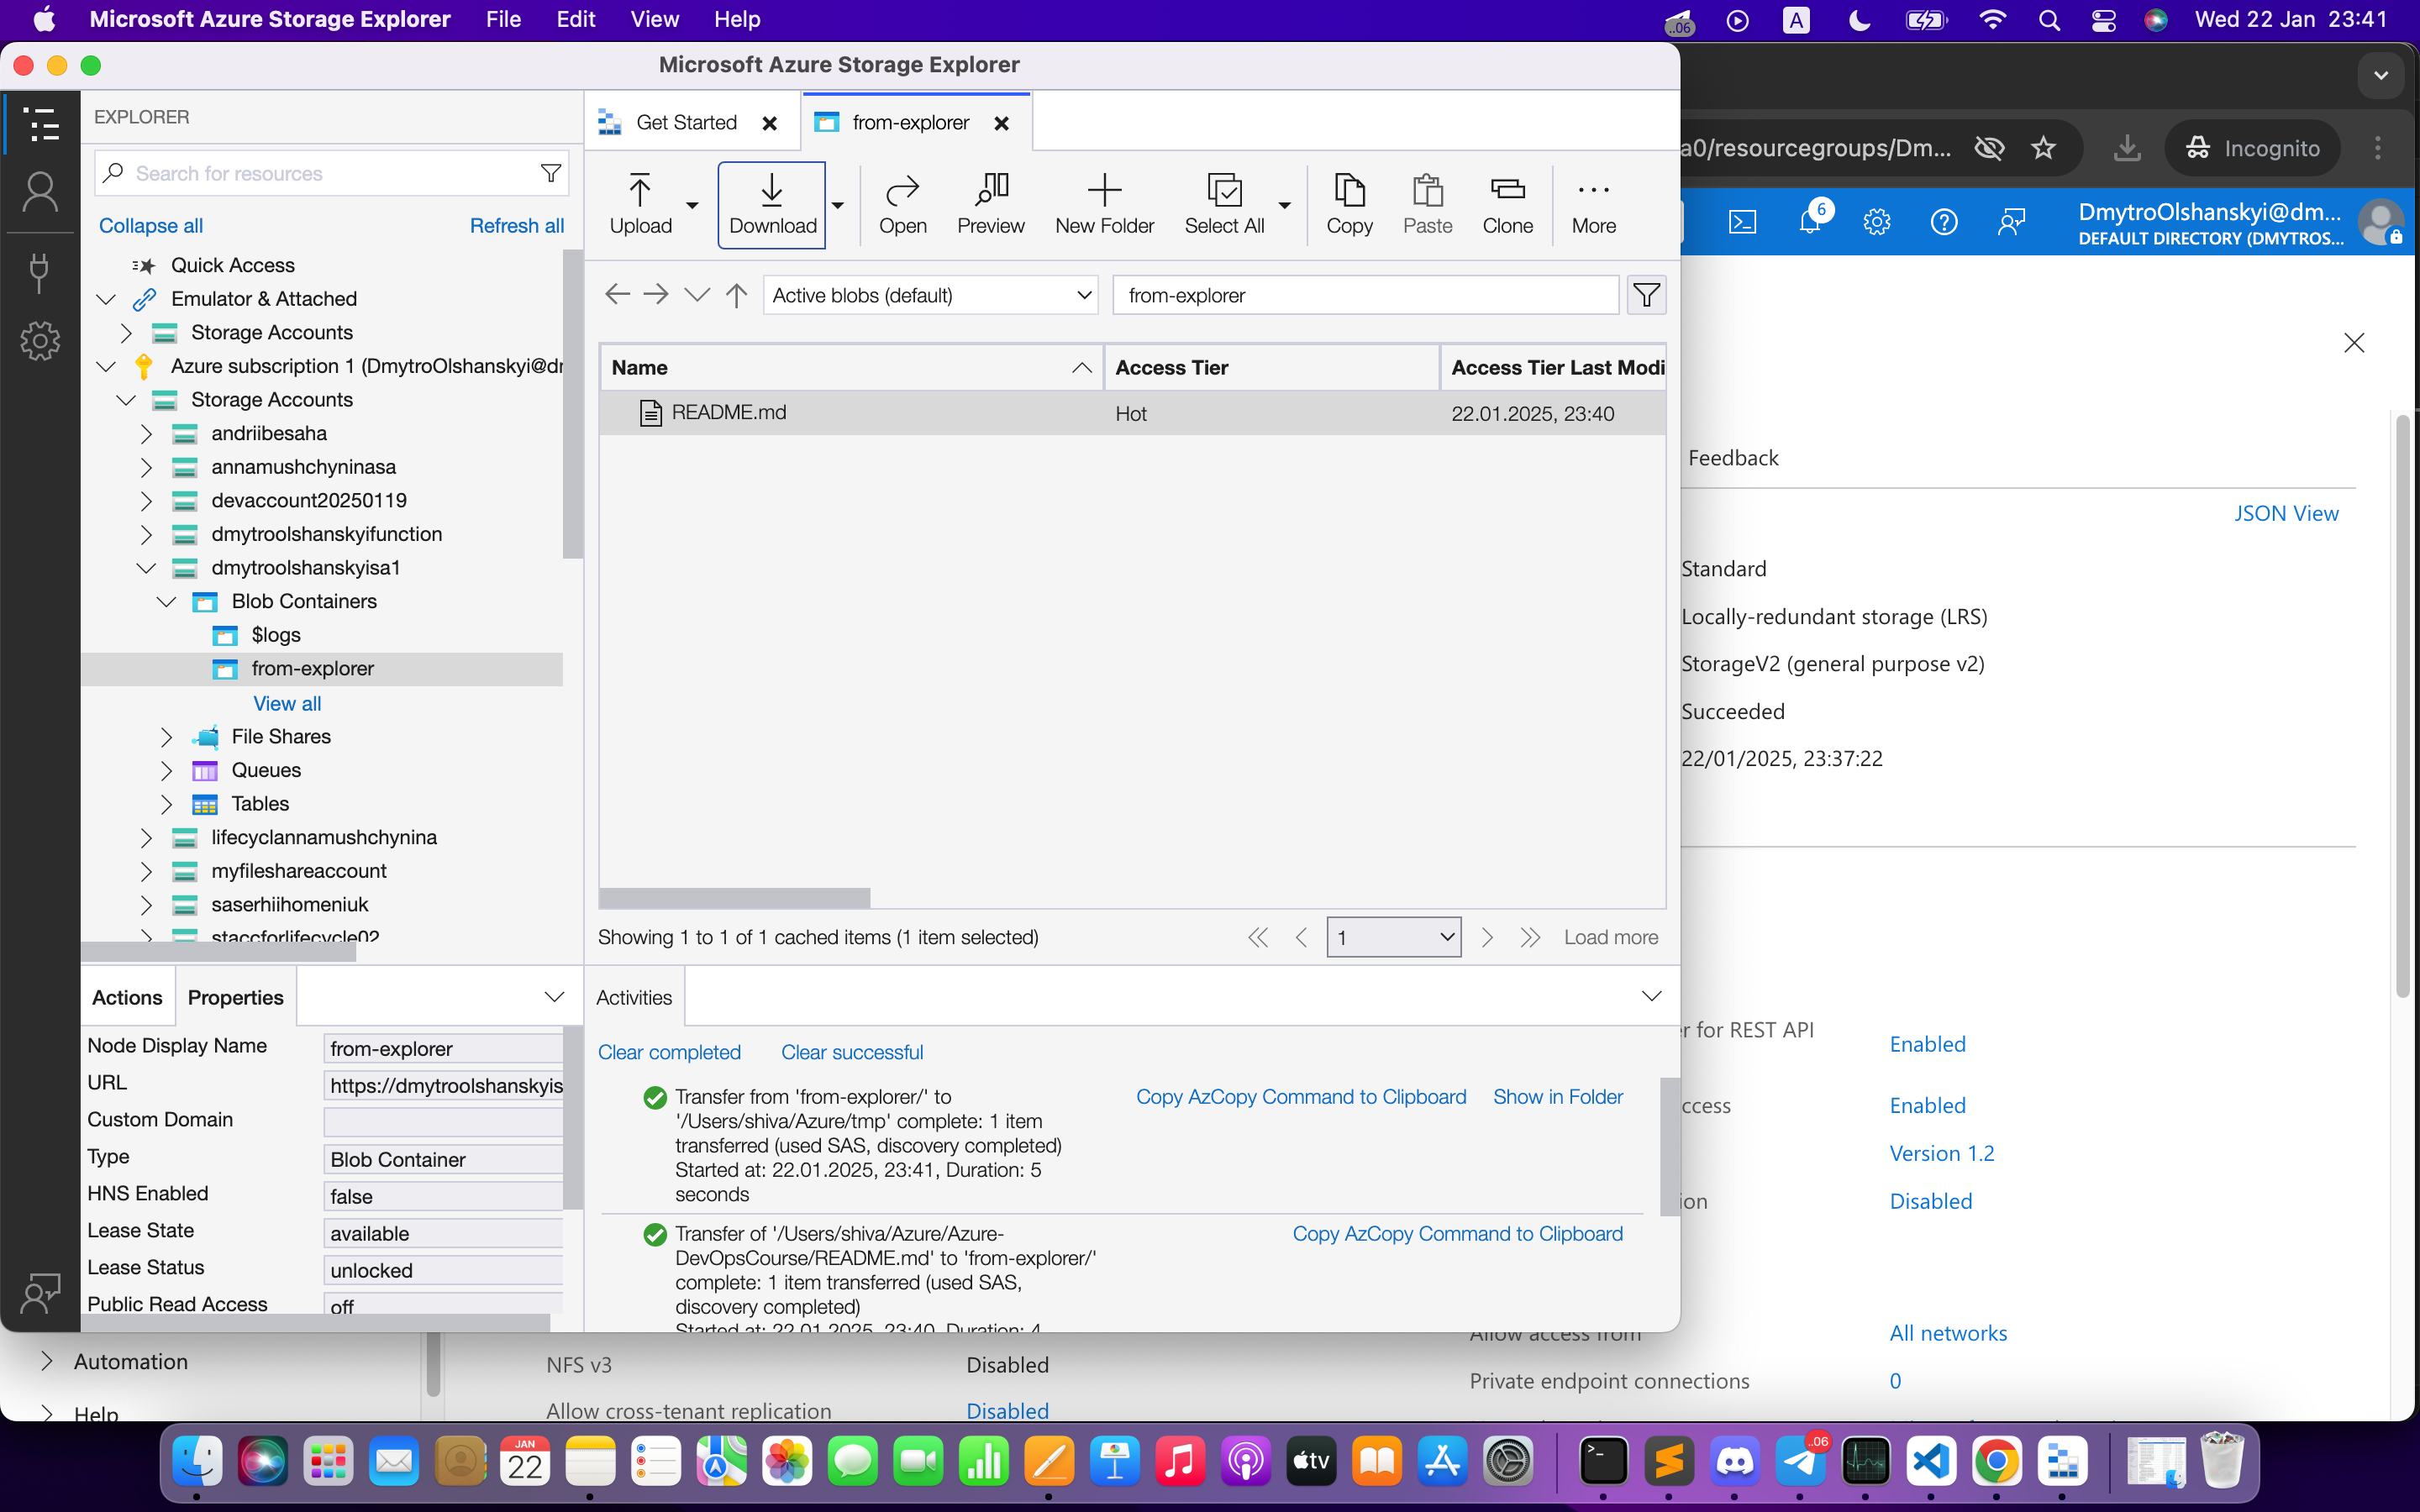 Microsoft Azure Storage Explorer File Edit View Help
..06 A Wed 22 Jan 23:41
Microsoft Azure Storage Explorer
EXPLORER
Search for resources
Collapse all Refresh all
Quick Access
Emulator & Attached
Storage Accounts
Azure subscription 1 (DmytroOlshanskyi@dm
Storage Accounts
andriibesaha
annamushchyninasa
devaccount20250119
dmytroolshanskyifunction
dmytroolshanskyisa1
Blob Containers
$logs
from-explorer
View all
File Shares
Queues
Tables
lifecyclannamushchynina
myfileshareaccount
saserhiihomeniuk
staccforlifecycle02
Actions Properties
Node Display Name from-explorer
URL https://dmytroolshanskyis
Custom Domain
Type Blob Container
HNS Enabled false
Lease State available
Lease Status unlocked
Public Read Access off
Get Started from-explorer
Upload Download Open Preview New Folder Select All Copy Paste Clone More
Active blobs (default) from-explorer
Name Access Tier Access Tier Last Modi
README.md Hot 22.01.2025, 23:40
Showing 1 to 1 of 1 cached items (1 item selected) 1 Load more
Activities
Clear completed Clear successful
Transfer from 'from-explorer/' to
'/Users/shiva/Azure/tmp' complete: 1 item
transferred (used SAS, discovery completed)
Started at: 22.01.2025, 23:41, Duration: 5
seconds
Copy AzCopy Command to Clipboard Show in Folder
Transfer of '/Users/shiva/Azure/Azure-
DevOpsCourse/README.md' to 'from-explorer/'
complete: 1 item transferred (used SAS,
discovery completed)
Started at: 22.01.2025, 23:40, Duration: 4
Copy AzCopy Command to Clipboard
a0/resourcegroups/Dm... Incognito
6 DmytroOlshanskyi@dm...
DEFAULT DIRECTORY (DMYTROS...
Feedback
JSON View
Standard
Locally-redundant storage (LRS)
StorageV2 (general purpose v2)
Succeeded
22/01/2025, 23:37:22
r for REST API Enabled
ccess Enabled
Version 1.2
ion Disabled
Allow access from All networks
Private endpoint connections 0
Automation
Help
NFS v3 Disabled
Allow cross-tenant replication Disabled
JAN
22
tv
..06